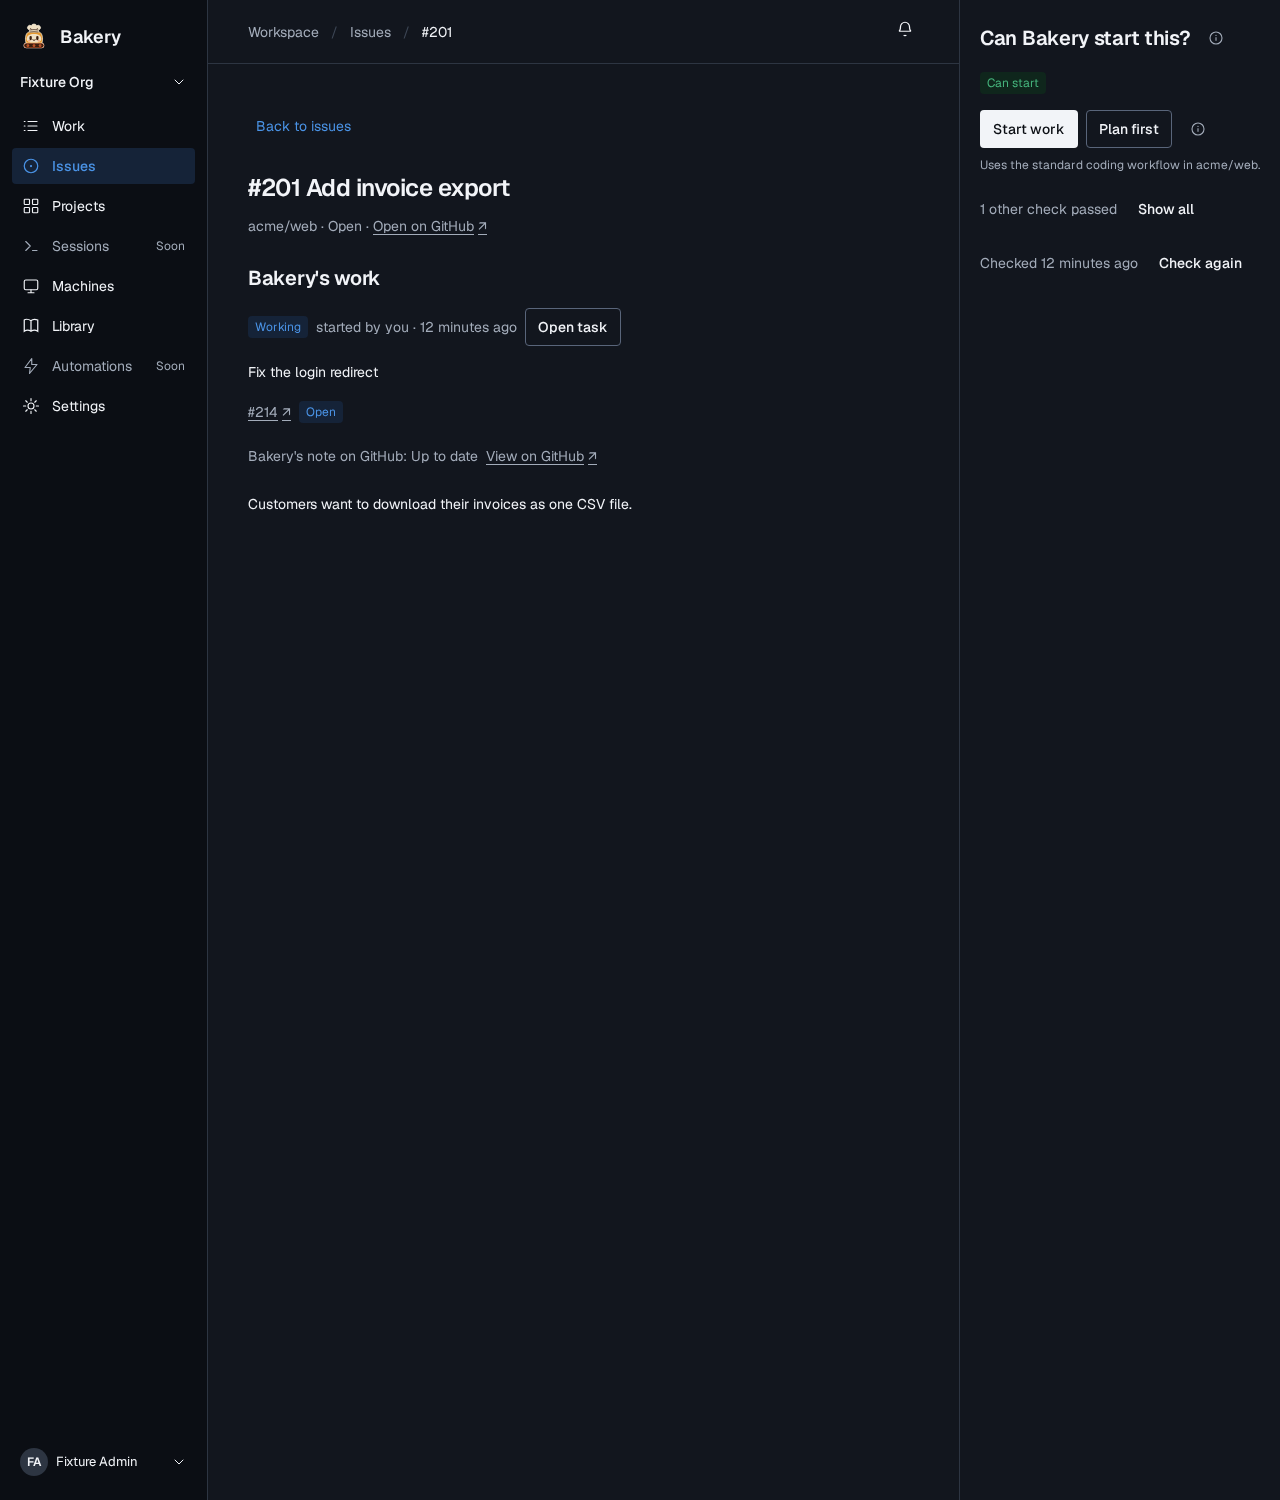 Bakery
Fixture Org
Work
Issues
Projects
Sessions Soon
Machines
Library
Automations Soon
Settings
FA Fixture Admin
Workspace / Issues / #201
Back to issues
#201 Add invoice export
acme/web · Open · Open on GitHub ↗
Bakery's work
Working started by you · 12 minutes ago Open task
Fix the login redirect
#214 ↗ Open
Bakery's note on GitHub: Up to date View on GitHub ↗
Customers want to download their invoices as one CSV file.
Can Bakery start this?
Can start
Start work Plan first
Uses the standard coding workflow in acme/web.
1 other check passed Show all
Checked 12 minutes ago Check again